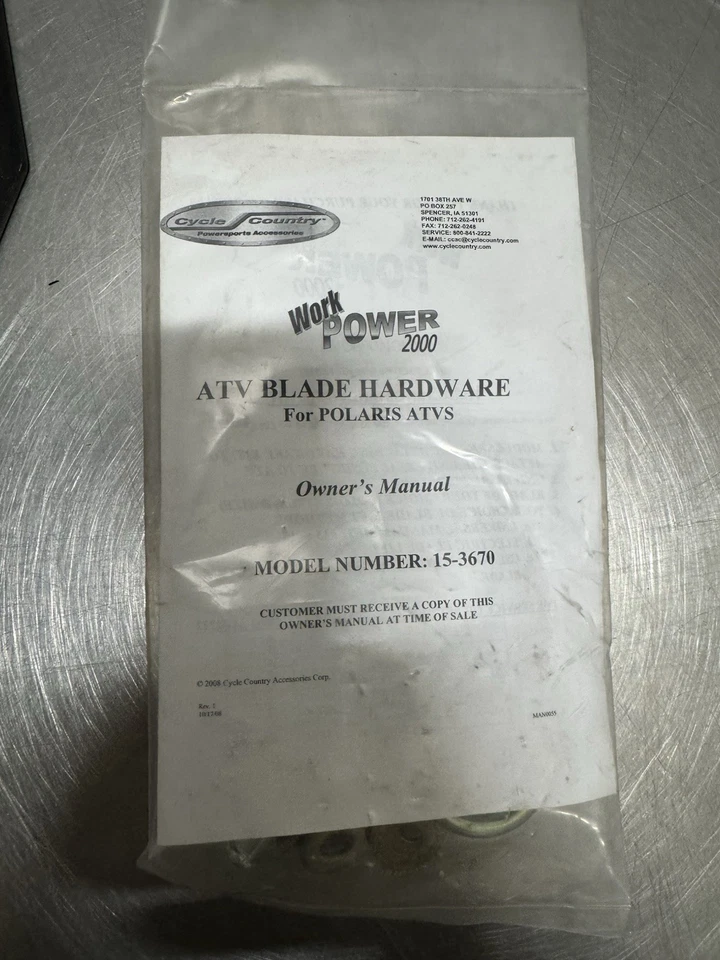 Cycle Country™
Powersports Accessories
1701 38TH AVE W
PO BOX 257
SPENCER, IA 51301
PHONE: 712-262-4191
FAX: 712-262-0248
SERVICE: 800-841-2222
E-MAIL: ccac@cyclecountry.com
www.cyclecountry.com
Work
POWER
2000
ATV BLADE HARDWARE
For POLARIS ATVS
Owner's Manual
MODEL NUMBER: 15-3670
CUSTOMER MUST RECEIVE A COPY OF THIS
OWNER'S MANUAL AT TIME OF SALE
© 2008 Cycle Country Accessories Corp.
Rev. 1
MAN0055